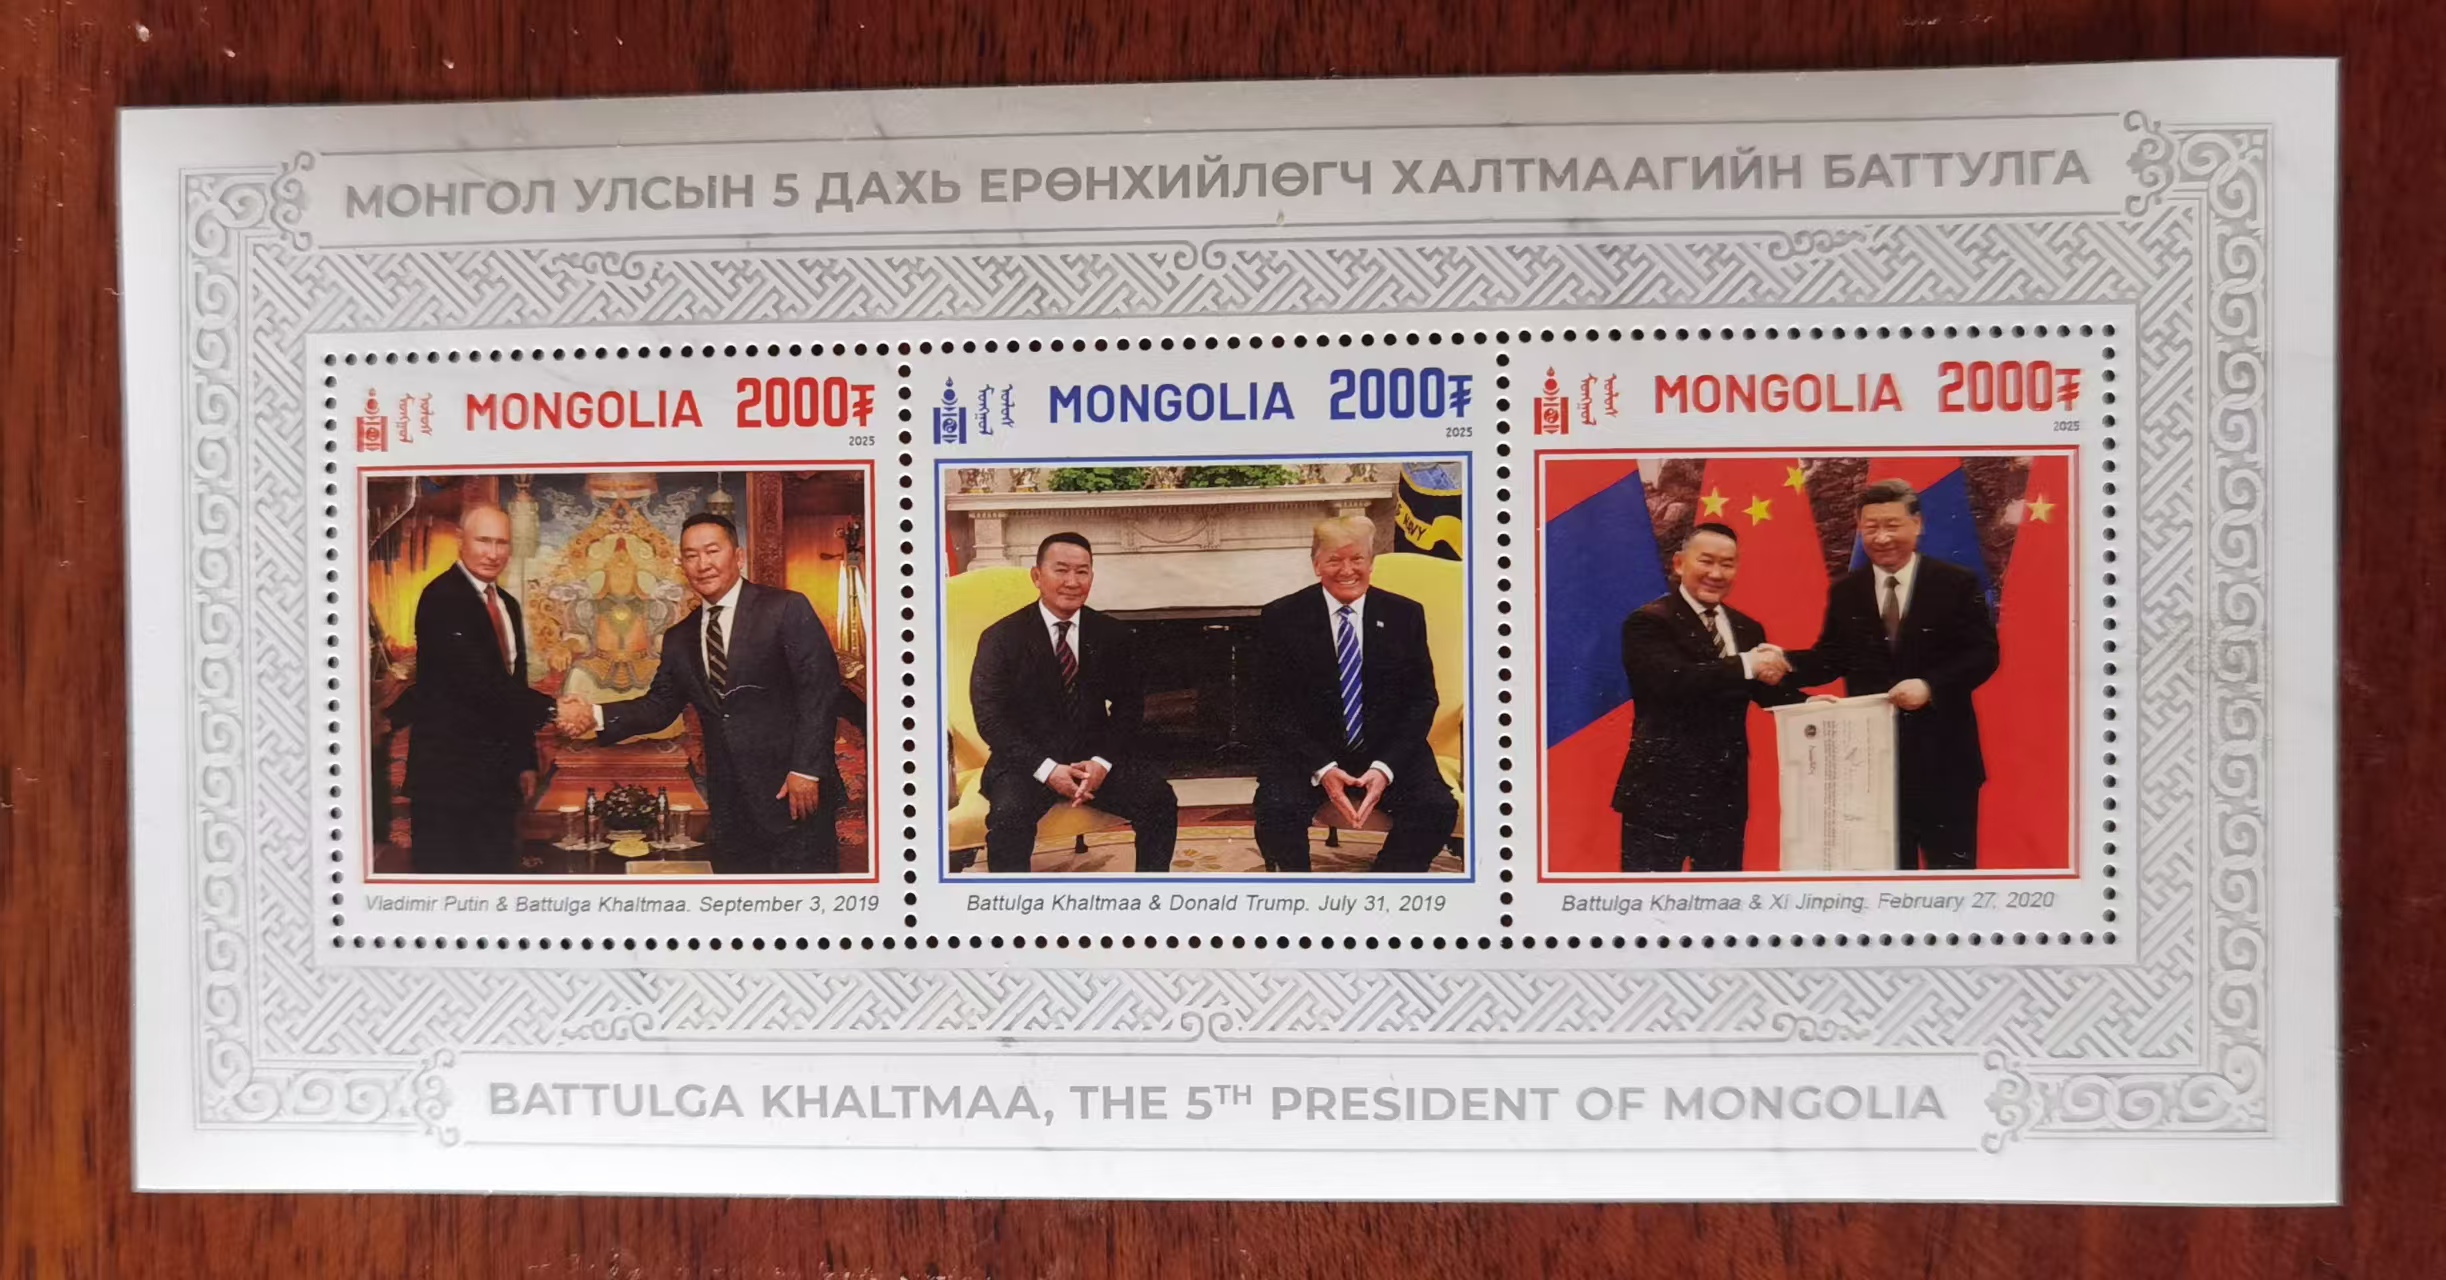 МОНГОЛ УЛСЫН 5 ДАХЬ ЕРӨНХИЙЛӨГЧ ХАЛТМААГИЙН БАТТУЛГА
MONGOLIA 2000₮
2025
Vladimir Putin & Battulga Khaltmaa. September 3, 2019
MONGOLIA 2000₮
2025
NAVY
Battulga Khaltmaa & Donald Trump. July 31, 2019
MONGOLIA 2000₮
2025
Battulga Khaltmaa & Xi Jinping. February 27, 2020
BATTULGA KHALTMAA, THE 5TH PRESIDENT OF MONGOLIA